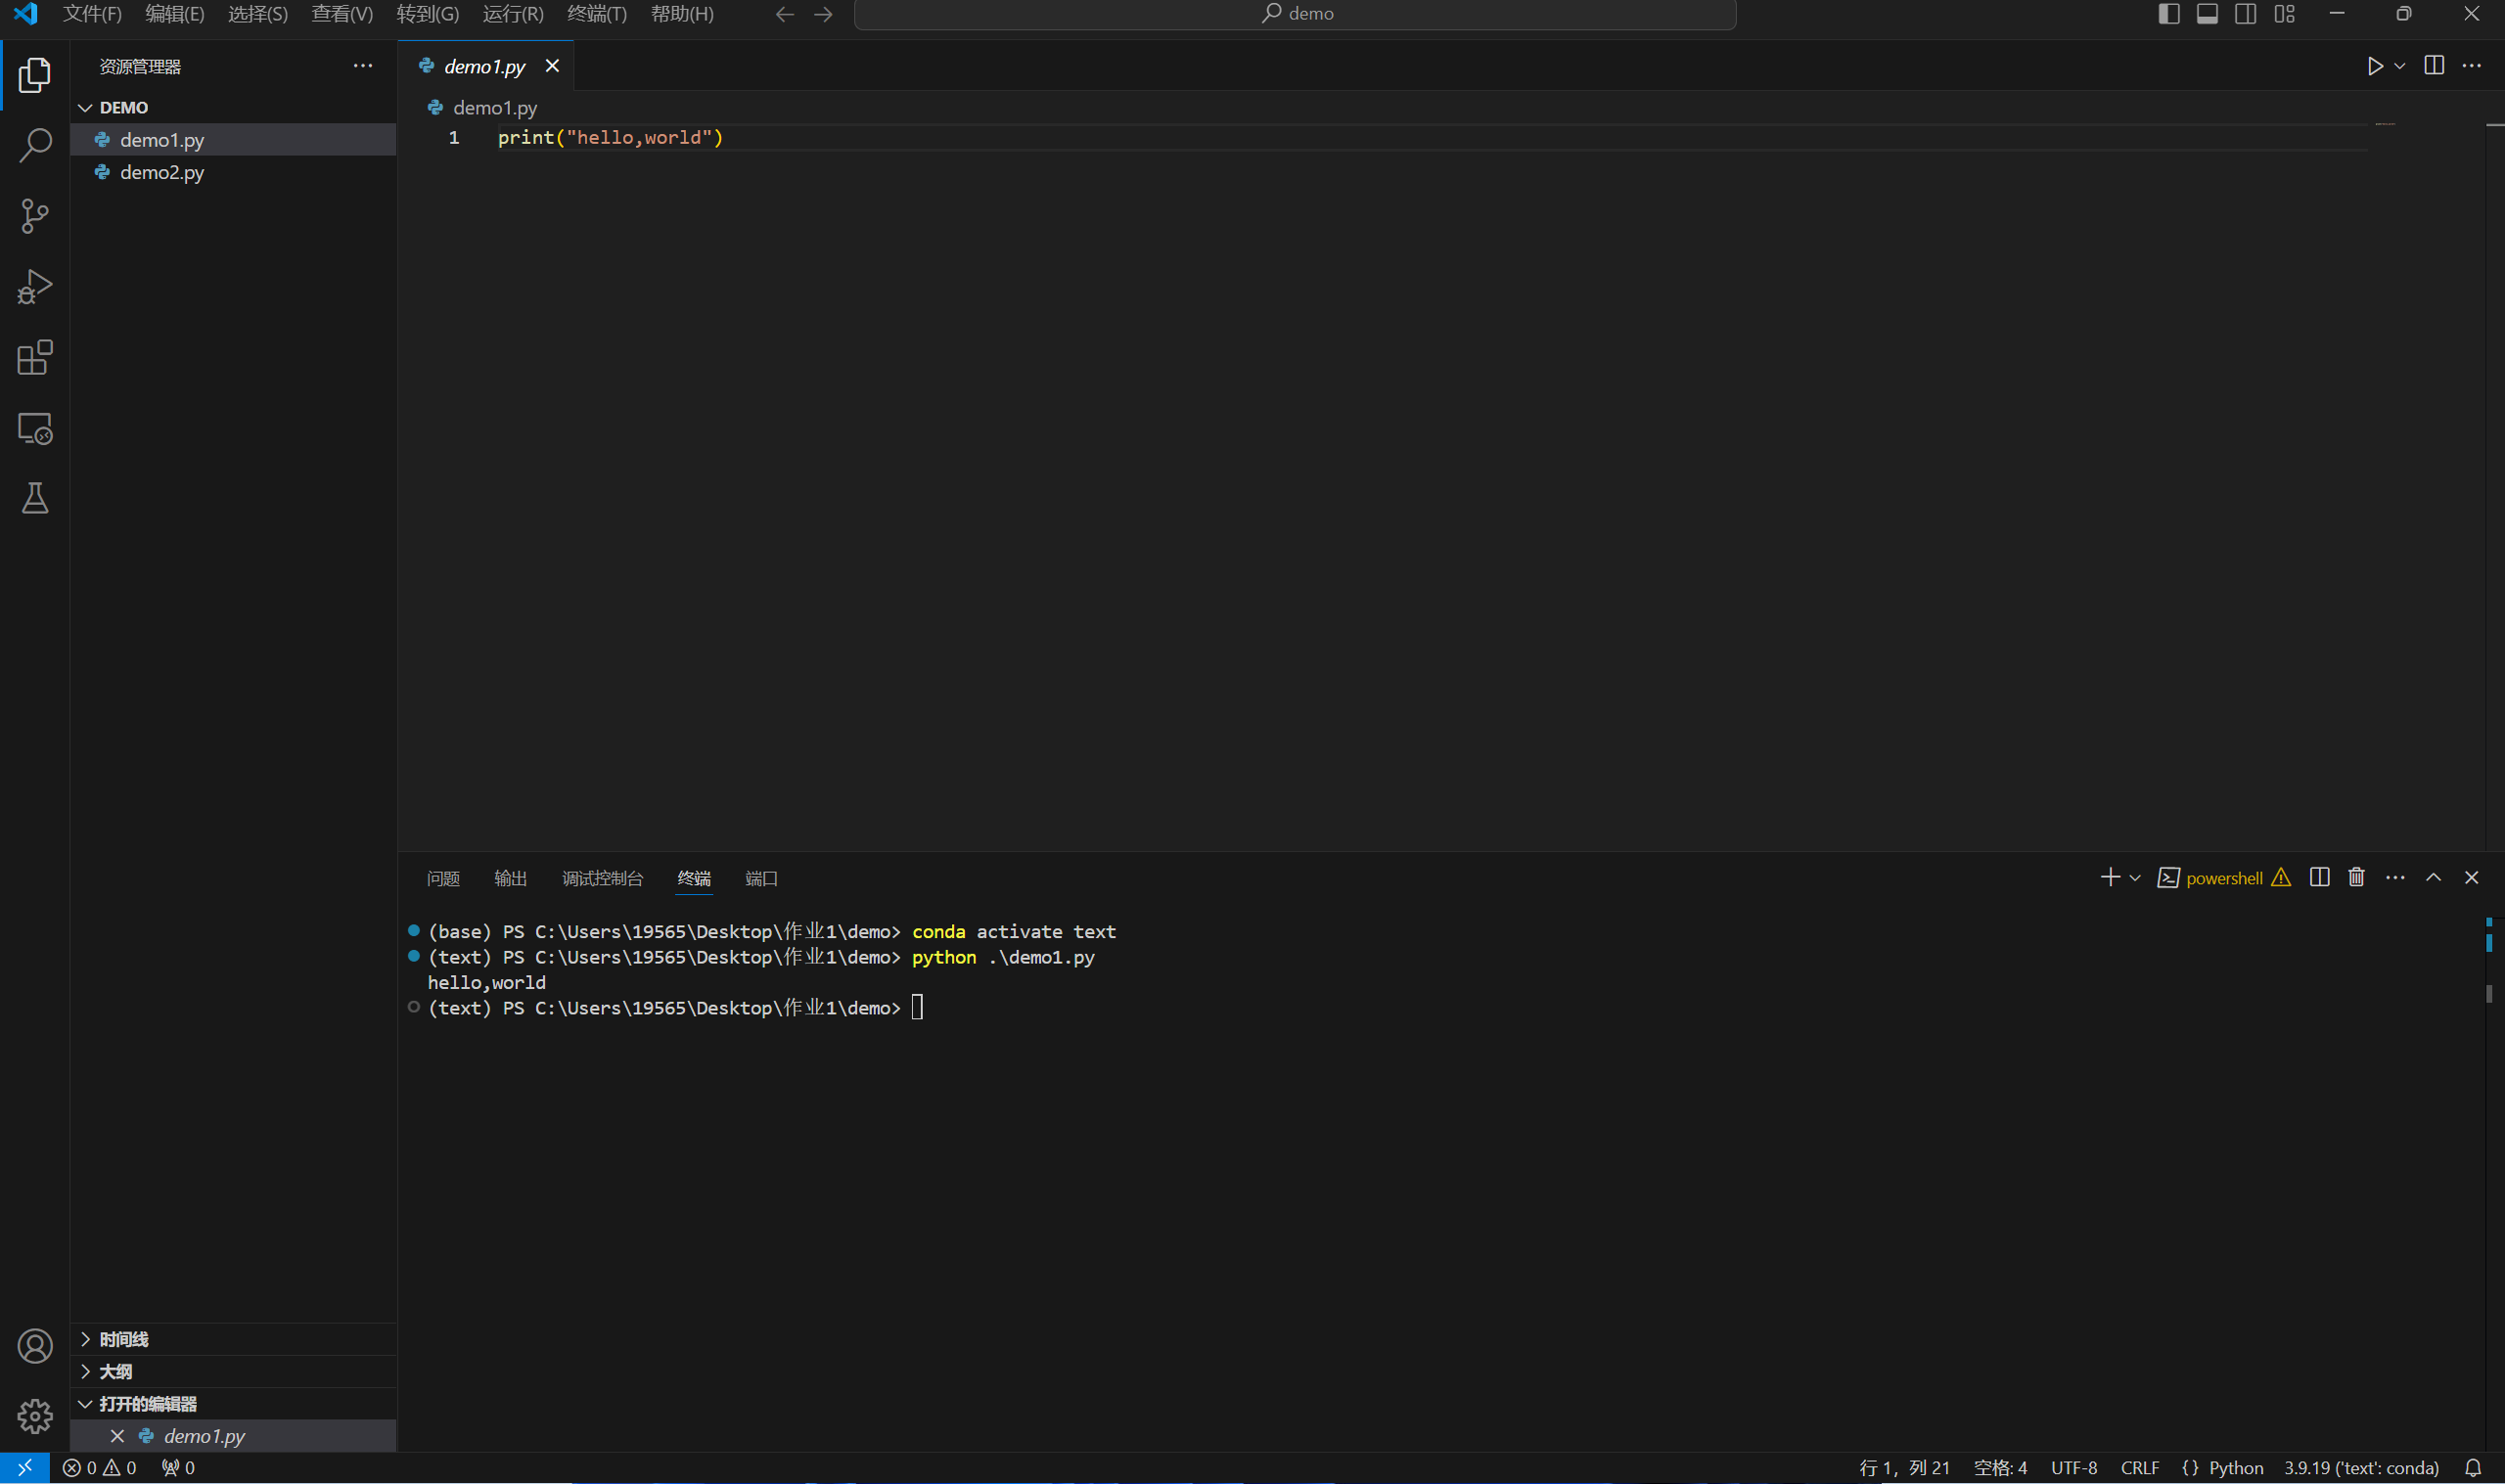 文件(F) 编辑(E) 选择(S) 查看(V) 转到(G) 运行(R) 终端(T) 帮助(H) demo
资源管理器
DEMO
demo1.py
demo2.py
时间线
大纲
打开的编辑器
demo1.py
demo1.py
demo1.py
1 print("hello,world")
问题 输出 调试控制台 终端 端口 powershell
(base) PS C:\Users\19565\Desktop\作业1\demo> conda activate text
(text) PS C:\Users\19565\Desktop\作业1\demo> python .\demo1.py
hello,world
(text) PS C:\Users\19565\Desktop\作业1\demo>
0 0 0 行 1，列 21 空格: 4 UTF-8 CRLF {} Python 3.9.19 ('text': conda)